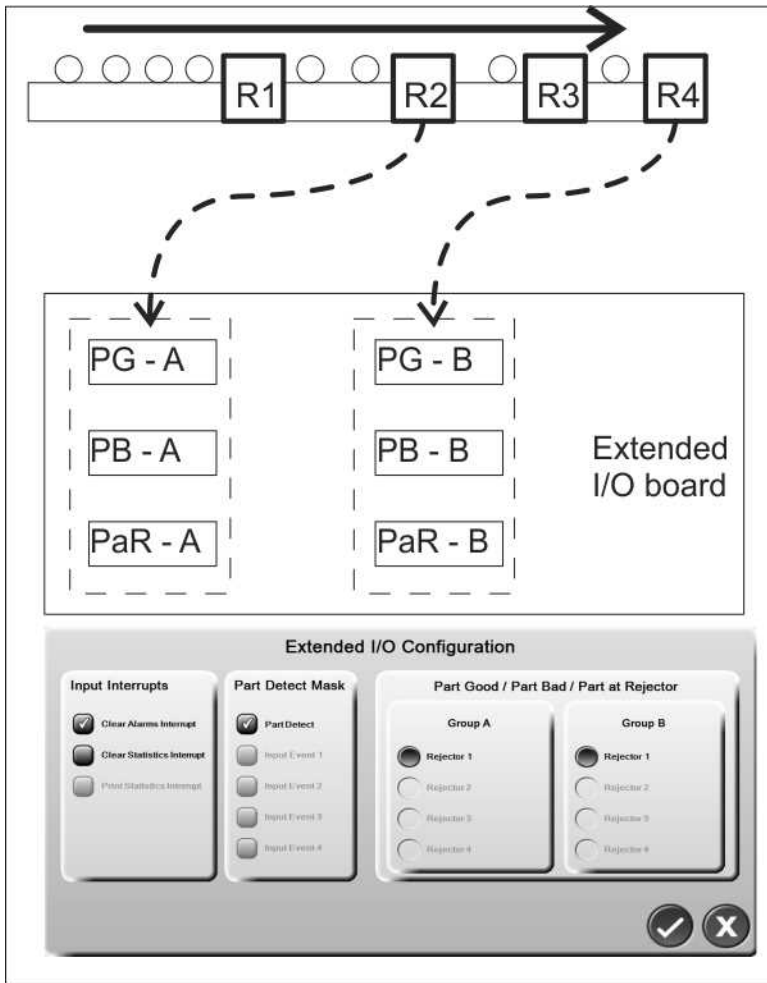 R1 R2 R3 R4
PG - A
PB - A
PaR - A
PG - B
PB - B
PaR - B
Extended
I/O board
Extended I/O Configuration
Input Interrupts
Clear Alarms Interrupt
Clear Statistics Interrupt
Print Statistics Interrupt
Part Detect Mask
Part Detect
Input Event 1
Input Event 2
Input Event 3
Input Event 4
Part Good / Part Bad / Part at Rejector
Group A
Rejector 1
Rejector 2
Rejector 3
Rejector 4
Group B
Rejector 1
Rejector 2
Rejector 3
Rejector 4